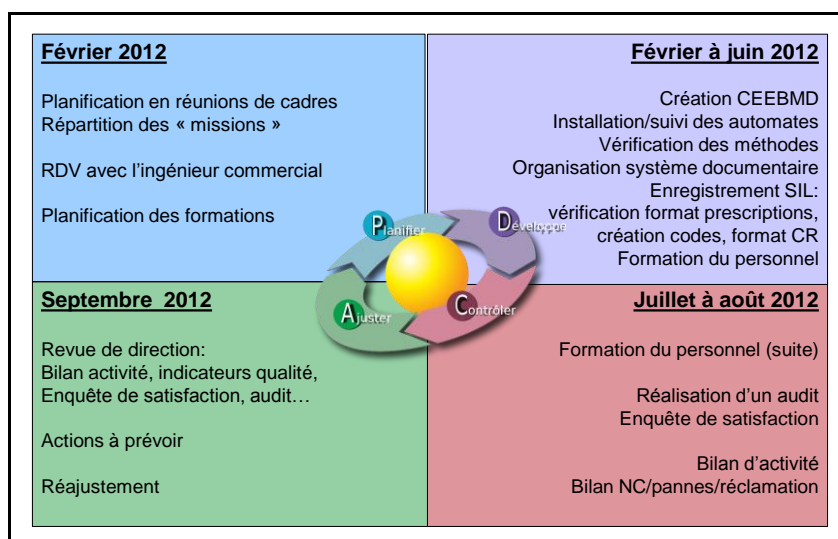 Février 2012
Planification en réunions de cadres
Répartition des « missions »
RDV avec l'ingénieur commercial
Planification des formations
Février à juin 2012
Création CEEBMD
Installation/suivi des automates
Vérification des méthodes
Organisation système documentaire
Enregistrement SIL:
vérification format prescriptions,
création codes, format CR
Formation du personnel
Planifier
Développe
Ajuster
Contrôler
Septembre 2012
Revue de direction:
Bilan activité, indicateurs qualité,
Enquête de satisfaction, audit…
Actions à prévoir
Réajustement
Juillet à août 2012
Formation du personnel (suite)
Réalisation d'un audit
Enquête de satisfaction
Bilan d'activité
Bilan NC/pannes/réclamation